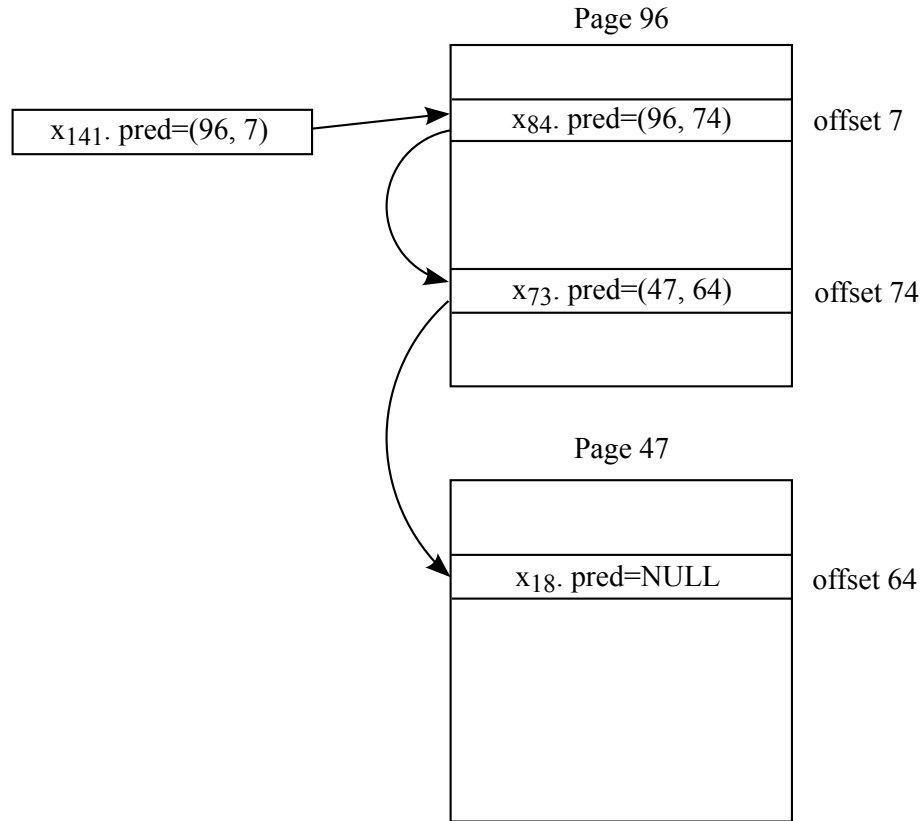 Page 96
x141. pred=(96, 7)
x84. pred=(96, 74)
offset 7
x73. pred=(47, 64)
offset 74
Page 47
x18. pred=NULL
offset 64